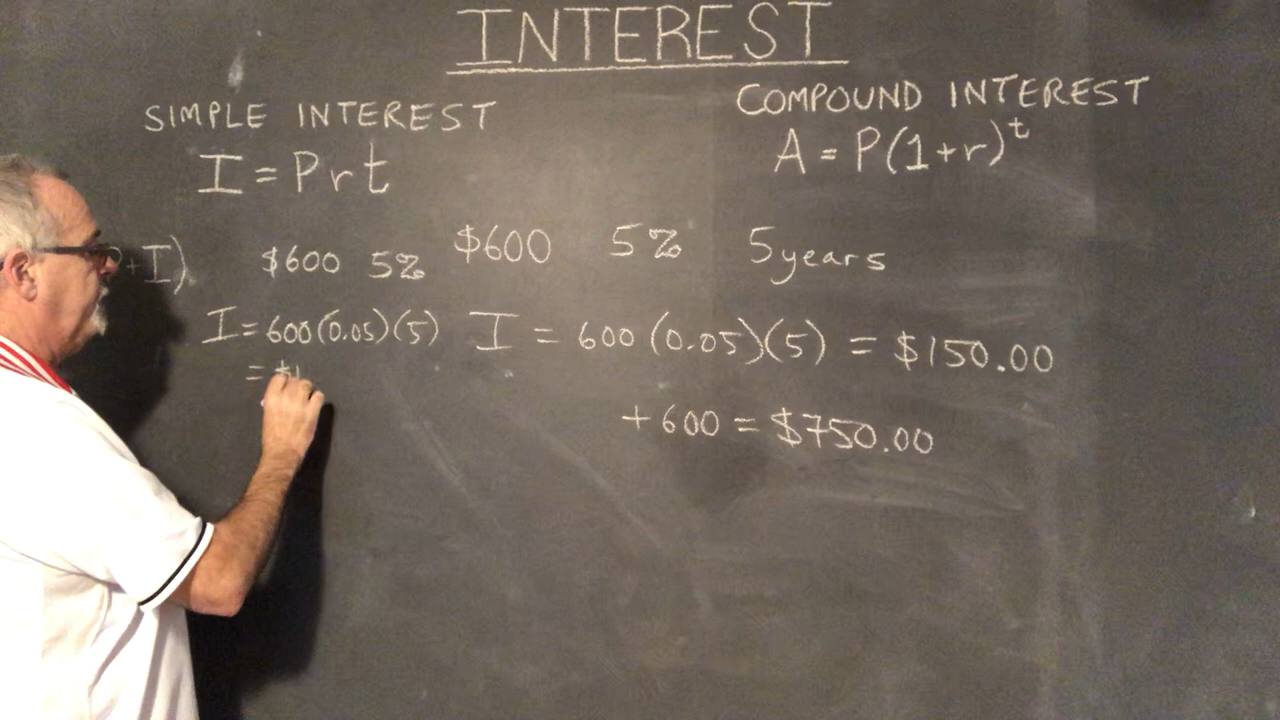 INTEREST
SIMPLE INTEREST
I = Prt
COMPOUND INTEREST
A = P(1+r)^t
+I)
$600 5%
$600 5% 5years
I = 600(0.05)(5)
=
I = 600(0.05)(5) = $150.00
+600 = $750.00